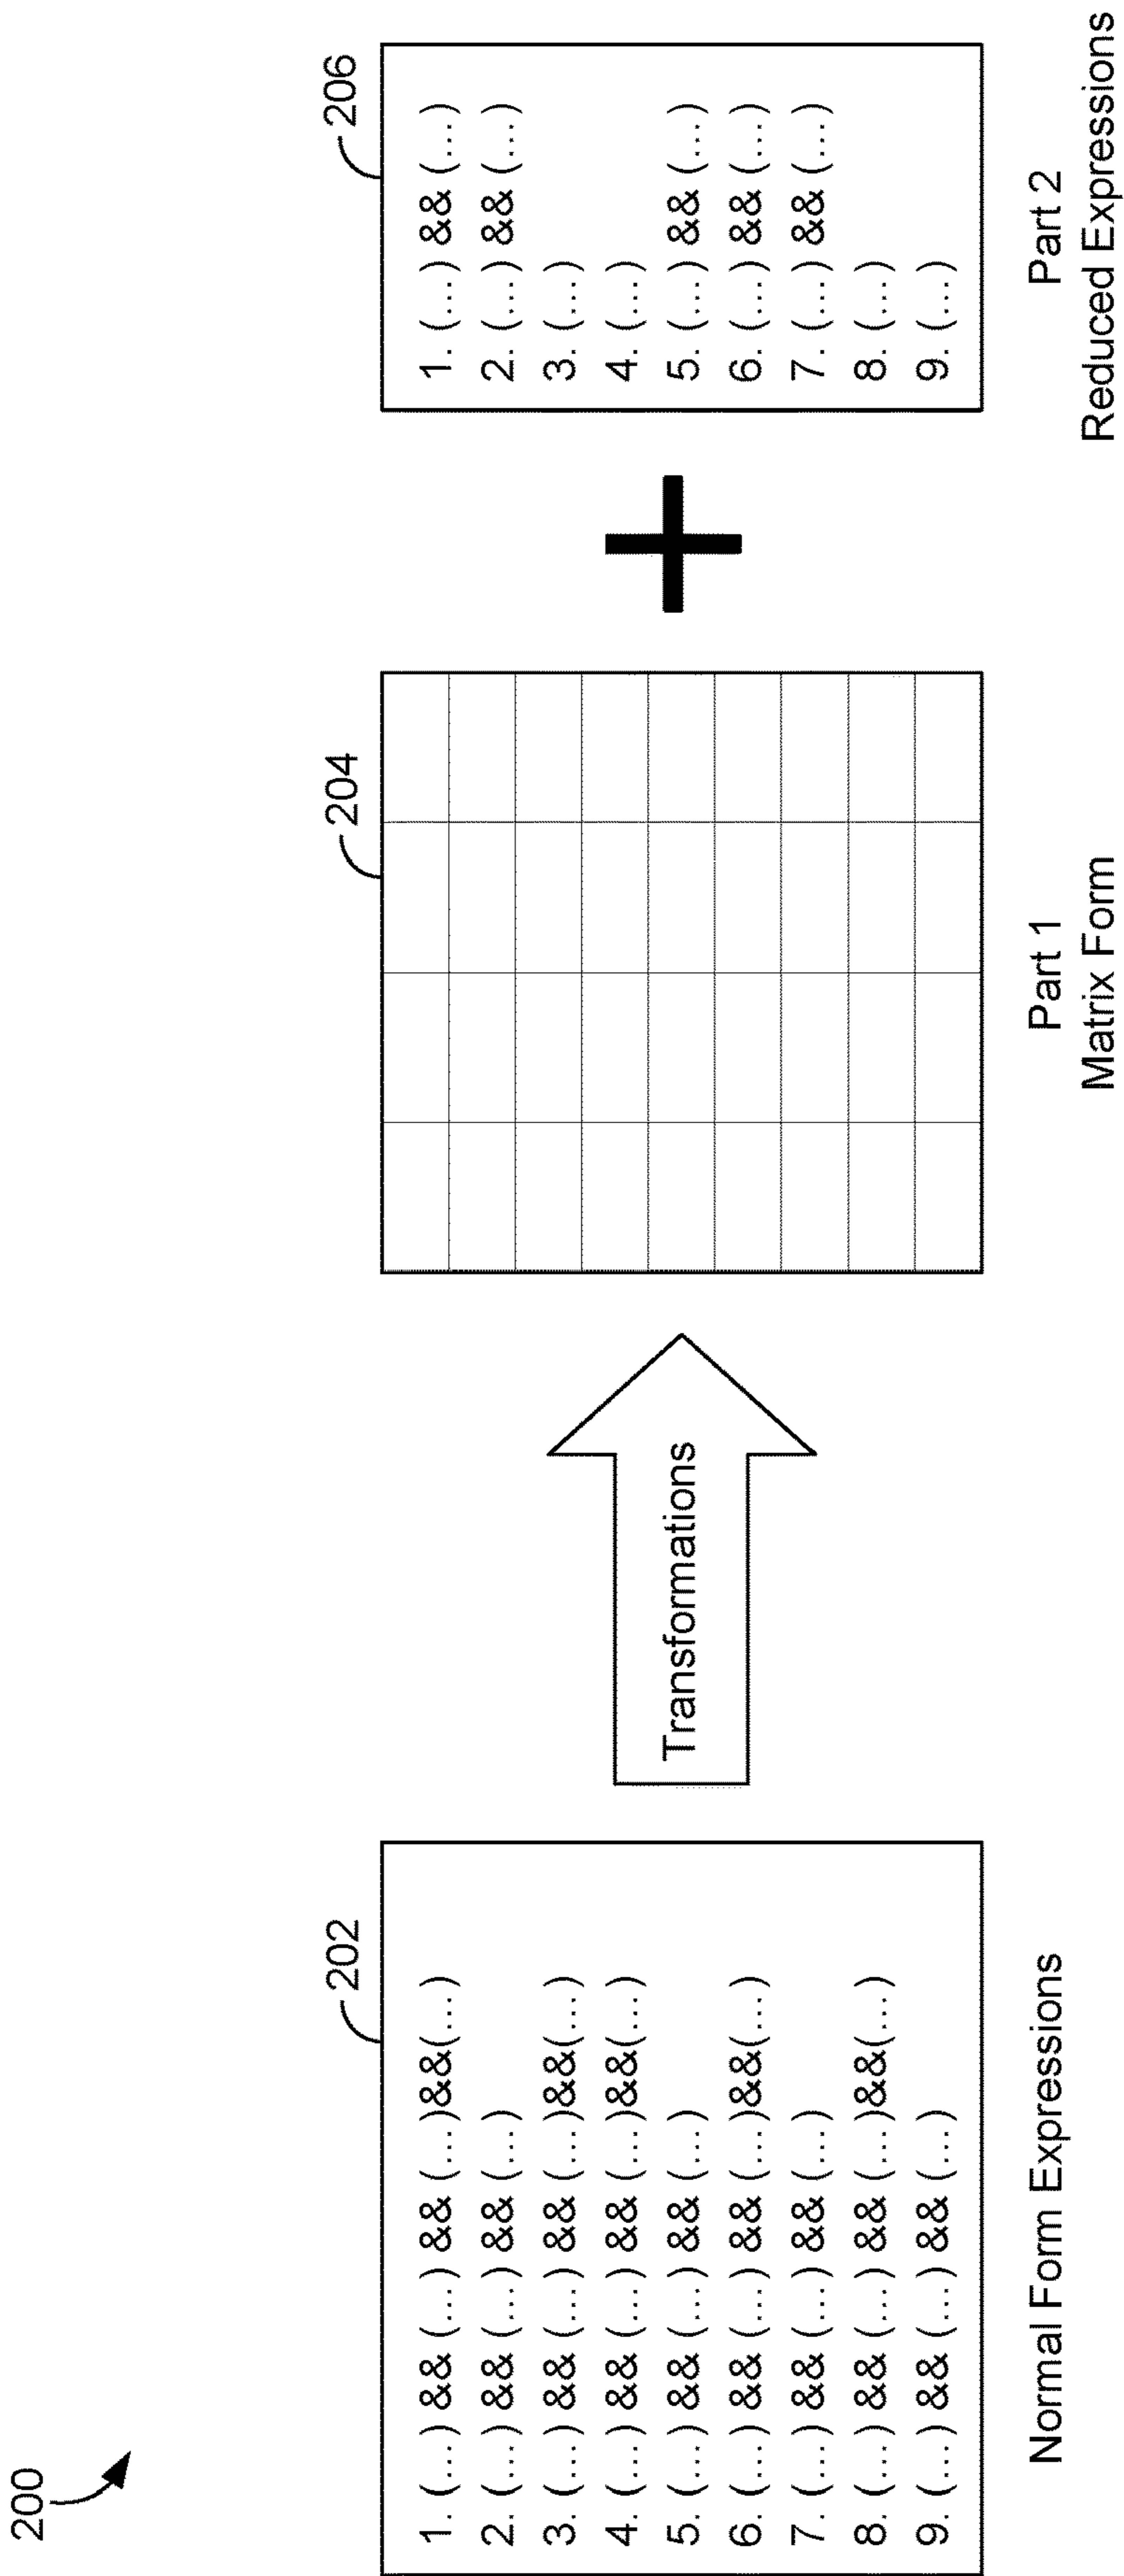 200
202
1. (...) && (...) && (...)&&(...)
2. (...) && (...) && (...)
3. (...) && (...) && (...)&&(...)
4. (...) && (...) && (...)&&(...)
5. (...) && (...) && (...)
6. (...) && (...) && (...)&&(...)
7. (...) && (...) && (...)
8. (...) && (...) && (...)&&(...)
9. (...) && (...) && (...)
Normal Form Expressions
Transformations
204
Part 1
Matrix Form
+
206
1. (...) && (...)
2. (...) && (...)
3. (...)
4. (...)
5. (...) && (...)
6. (...) && (...)
7. (...) && (...)
8. (...)
9. (...)
Part 2
Reduced Expressions